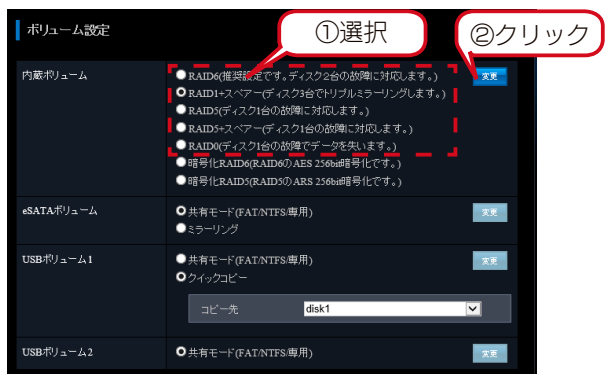 ボリューム設定
①選択
②クリック
内蔵ボリューム
RAID6(推奨設定です。ディスク2台の故障に対応します。)
変更
RAID1+スペアー(ディスク3台でトリプルミラーリングします。)
RAID5(ディスク1台の故障に対応します。)
RAID5+スペアー(ディスク1台の故障に対応します。)
RAID0(ディスク1台の故障でデータを失います。)
暗号化RAID6(RAID6のAES 256bit暗号化です。)
暗号化RAID5(RAID5のARS 256bit暗号化です。)
eSATAボリューム
共有モード(FAT/NTFS/専用)
変更
ミラーリング
USBボリューム1
共有モード(FAT/NTFS/専用)
変更
クイックコピー
コピー先
disk1
USBボリューム2
共有モード(FAT/NTFS/専用)
変更